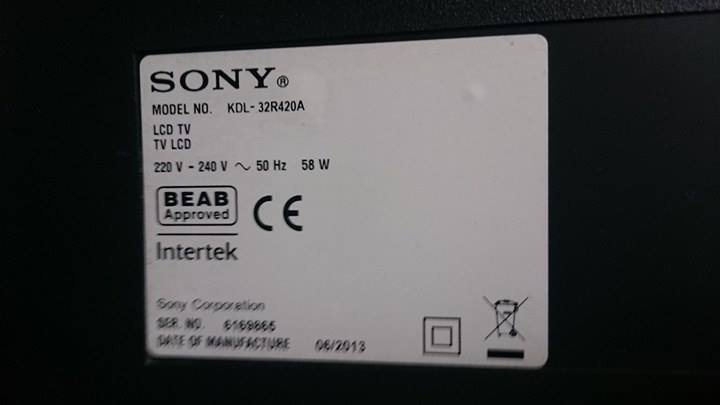 SONY®
MODEL NO. KDL-32R420A
LCD TV
TV LCD
220 V - 240 V ~ 50 Hz 58 W
BEAB
Approved
CE
Intertek
Sony Corporation
SER. NO. 6169865
DATE OF MANUFACTURE 06/2013